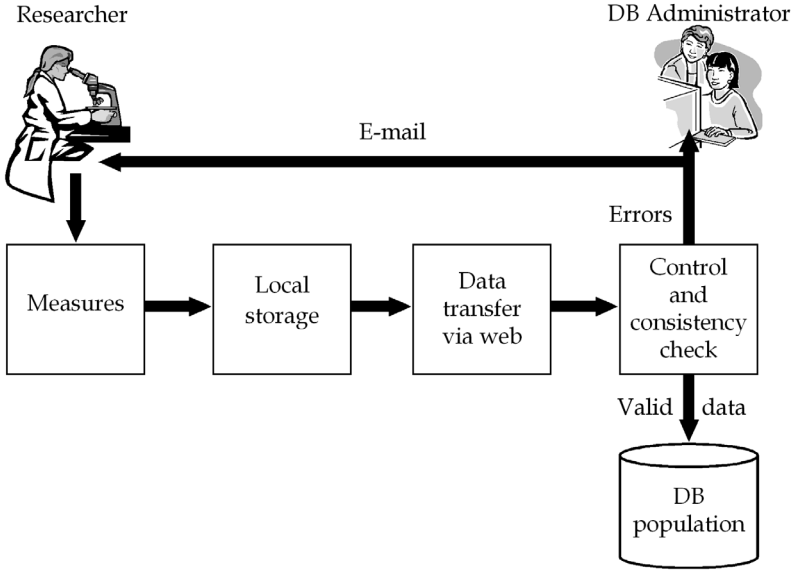 Researcher
DB Administrator
E-mail
Errors
Measures
Local
storage
Data
transfer
via web
Control
and
consistency
check
Valid data
DB
population